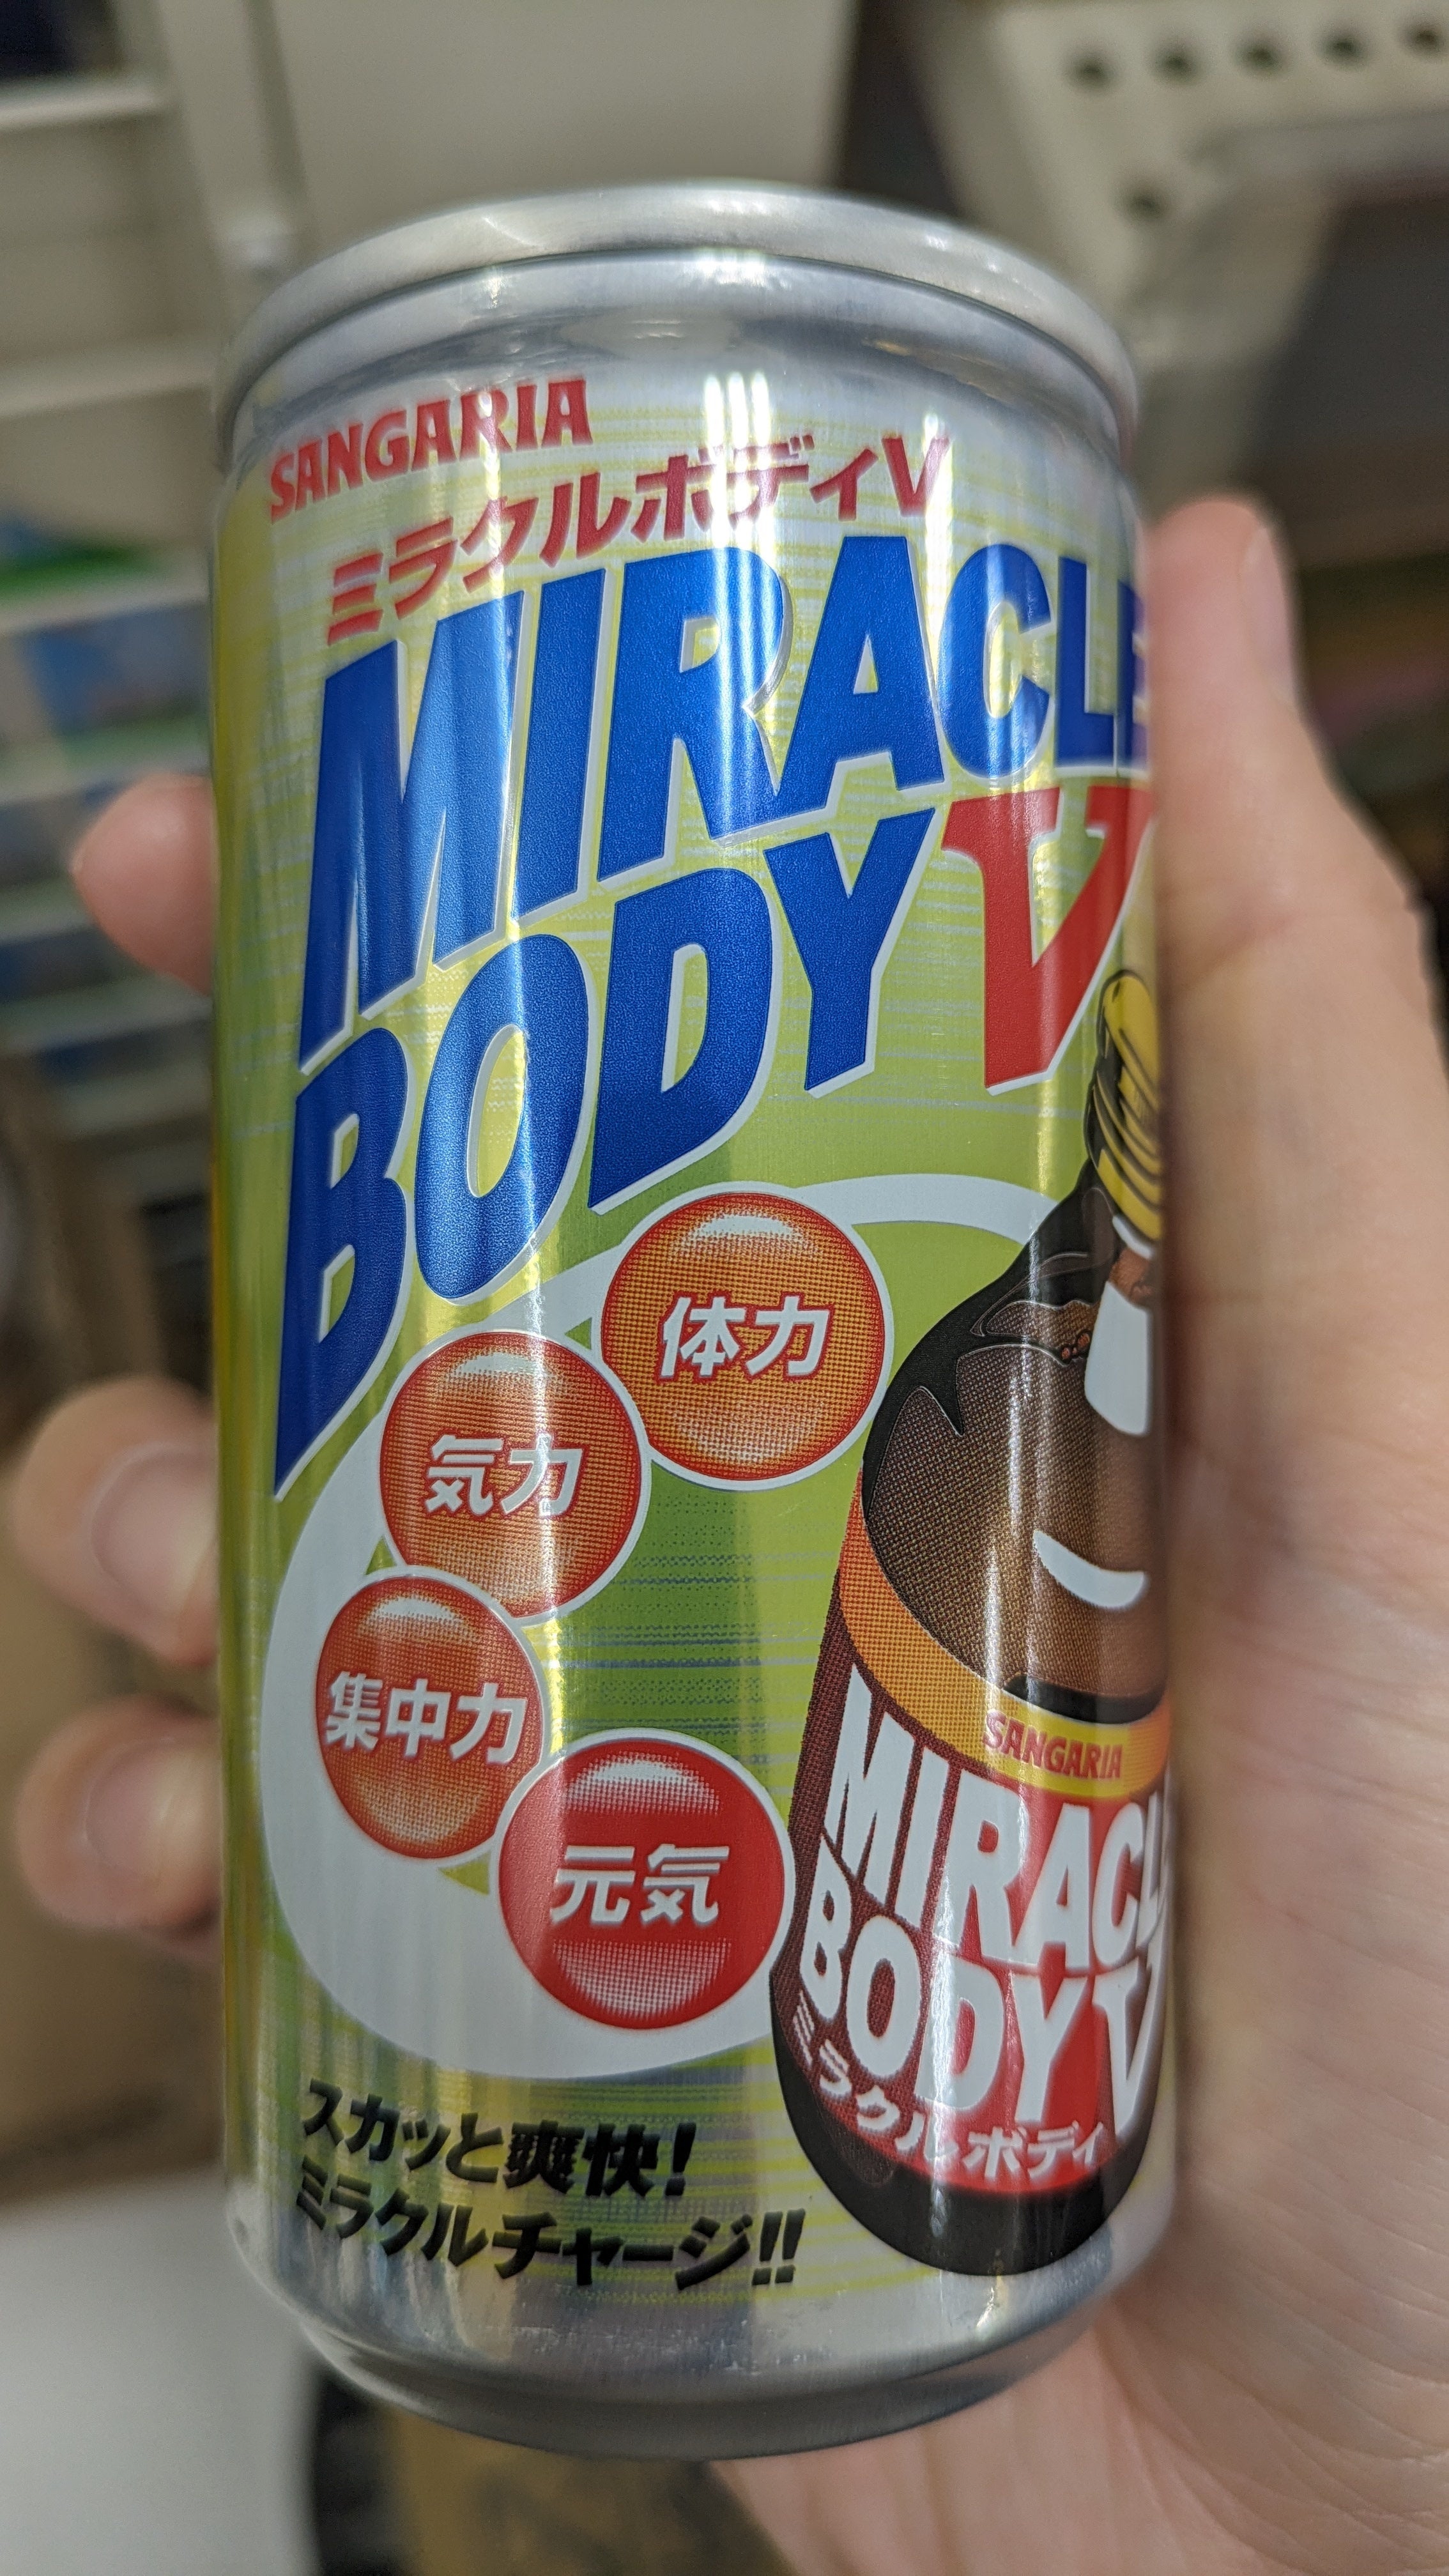 SANGARIA
ミラクルボディV
MIRACLE
BODY V
体力
気力
集中力
元気
SANGARIA
MIRACLE
BODY V
ミラクルボディ
スカッと爽快!
ミラクルチャージ!!